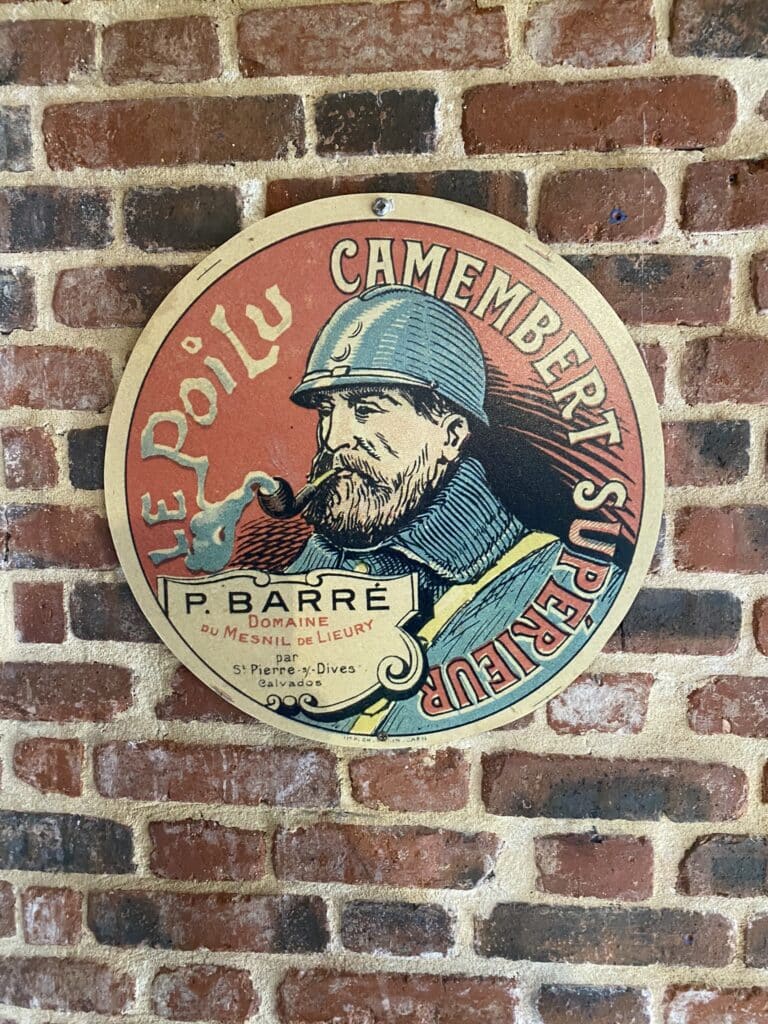 LE POILU
CAMEMBERT SUPÉRIEUR
P. BARRÉ
DOMAINE
DU MESNIL DE LIEURY
par
St Pierre-s/-Dives
Calvados